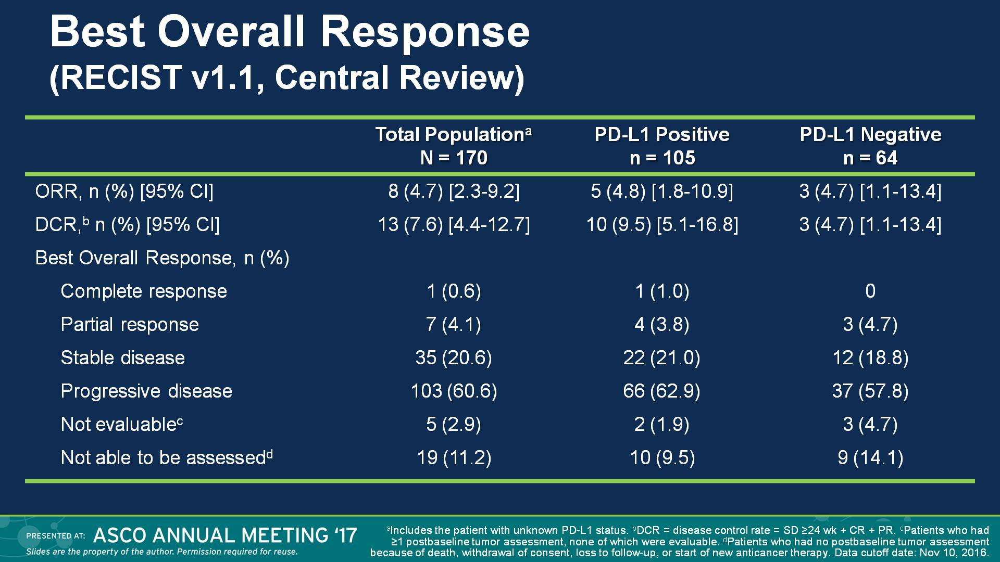 Best Overall Response
(RECIST v1.1, Central Review)
Total Populationᵃ PD-L1 Positive PD-L1 Negative
N = 170 n = 105 n = 64
ORR, n (%) [95% CI] 8 (4.7) [2.3-9.2] 5 (4.8) [1.8-10.9] 3 (4.7) [1.1-13.4]
DCR,ᵇ n (%) [95% CI] 13 (7.6) [4.4-12.7] 10 (9.5) [5.1-16.8] 3 (4.7) [1.1-13.4]
Best Overall Response, n (%)
Complete response 1 (0.6) 1 (1.0) 0
Partial response 7 (4.1) 4 (3.8) 3 (4.7)
Stable disease 35 (20.6) 22 (21.0) 12 (18.8)
Progressive disease 103 (60.6) 66 (62.9) 37 (57.8)
Not evaluableᶜ 5 (2.9) 2 (1.9) 3 (4.7)
Not able to be assessedᵈ 19 (11.2) 10 (9.5) 9 (14.1)
PRESENTED AT: ASCO ANNUAL MEETING ‘17
Slides are the property of the author. Permission required for reuse.
ᵃIncludes the patient with unknown PD-L1 status. ᵇDCR = disease control rate = SD ≥24 wk + CR + PR. ᶜPatients who had
≥1 postbaseline tumor assessment, none of which were evaluable. ᵈPatients who had no postbaseline tumor assessment
because of death, withdrawal of consent, loss to follow-up, or start of new anticancer therapy. Data cutoff date: Nov 10, 2016.